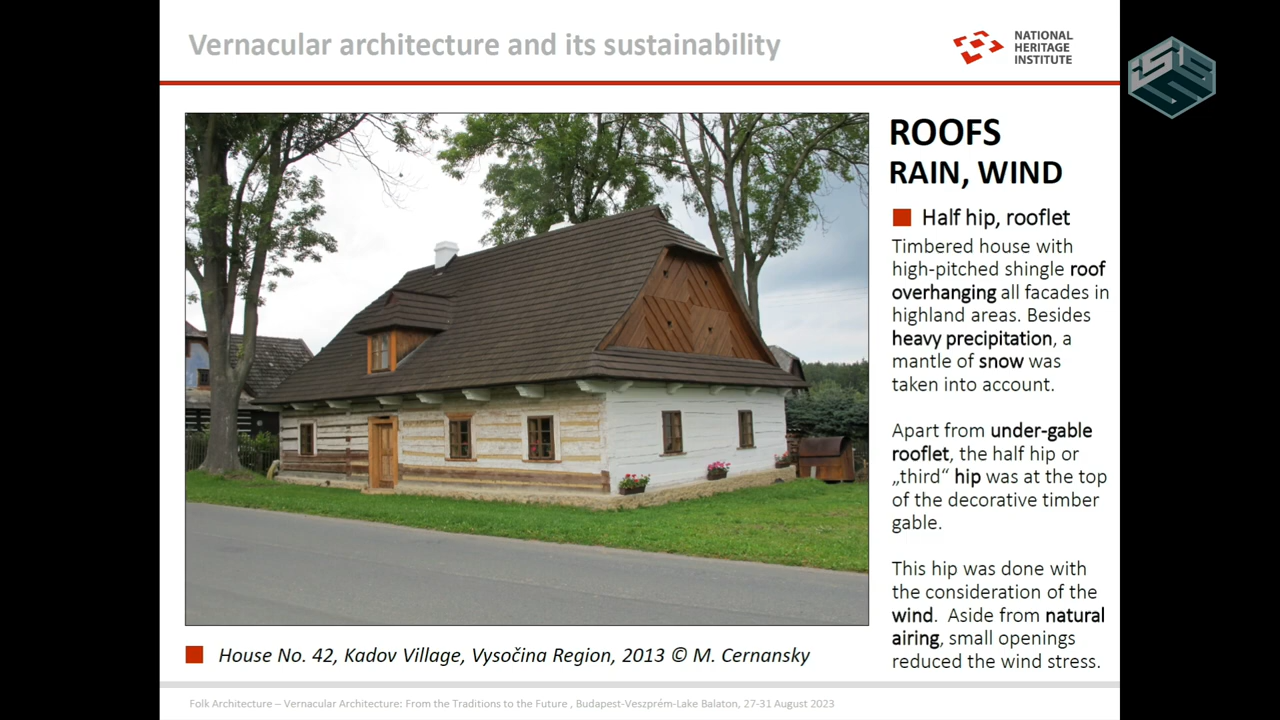 Vernacular architecture and its sustainability
NATIONAL
HERITAGE
INSTITUTE
ISISSS
ROOFS
RAIN, WIND
Half hip, rooflet
Timbered house with
high-pitched shingle roof
overhanging all facades in
highland areas. Besides
heavy precipitation, a
mantle of snow was
taken into account.
Apart from under-gable
rooflet, the half hip or
„third“ hip was at the top
of the decorative timber
gable.
This hip was done with
the consideration of the
wind.  Aside from natural
airing, small openings
reduced the wind stress.
House No. 42, Kadov Village, Vysočina Region, 2013 © M. Cernansky
Folk Architecture – Vernacular Architecture: From the Traditions to the Future , Budapest-Veszprém-Lake Balaton, 27-31 August 2023